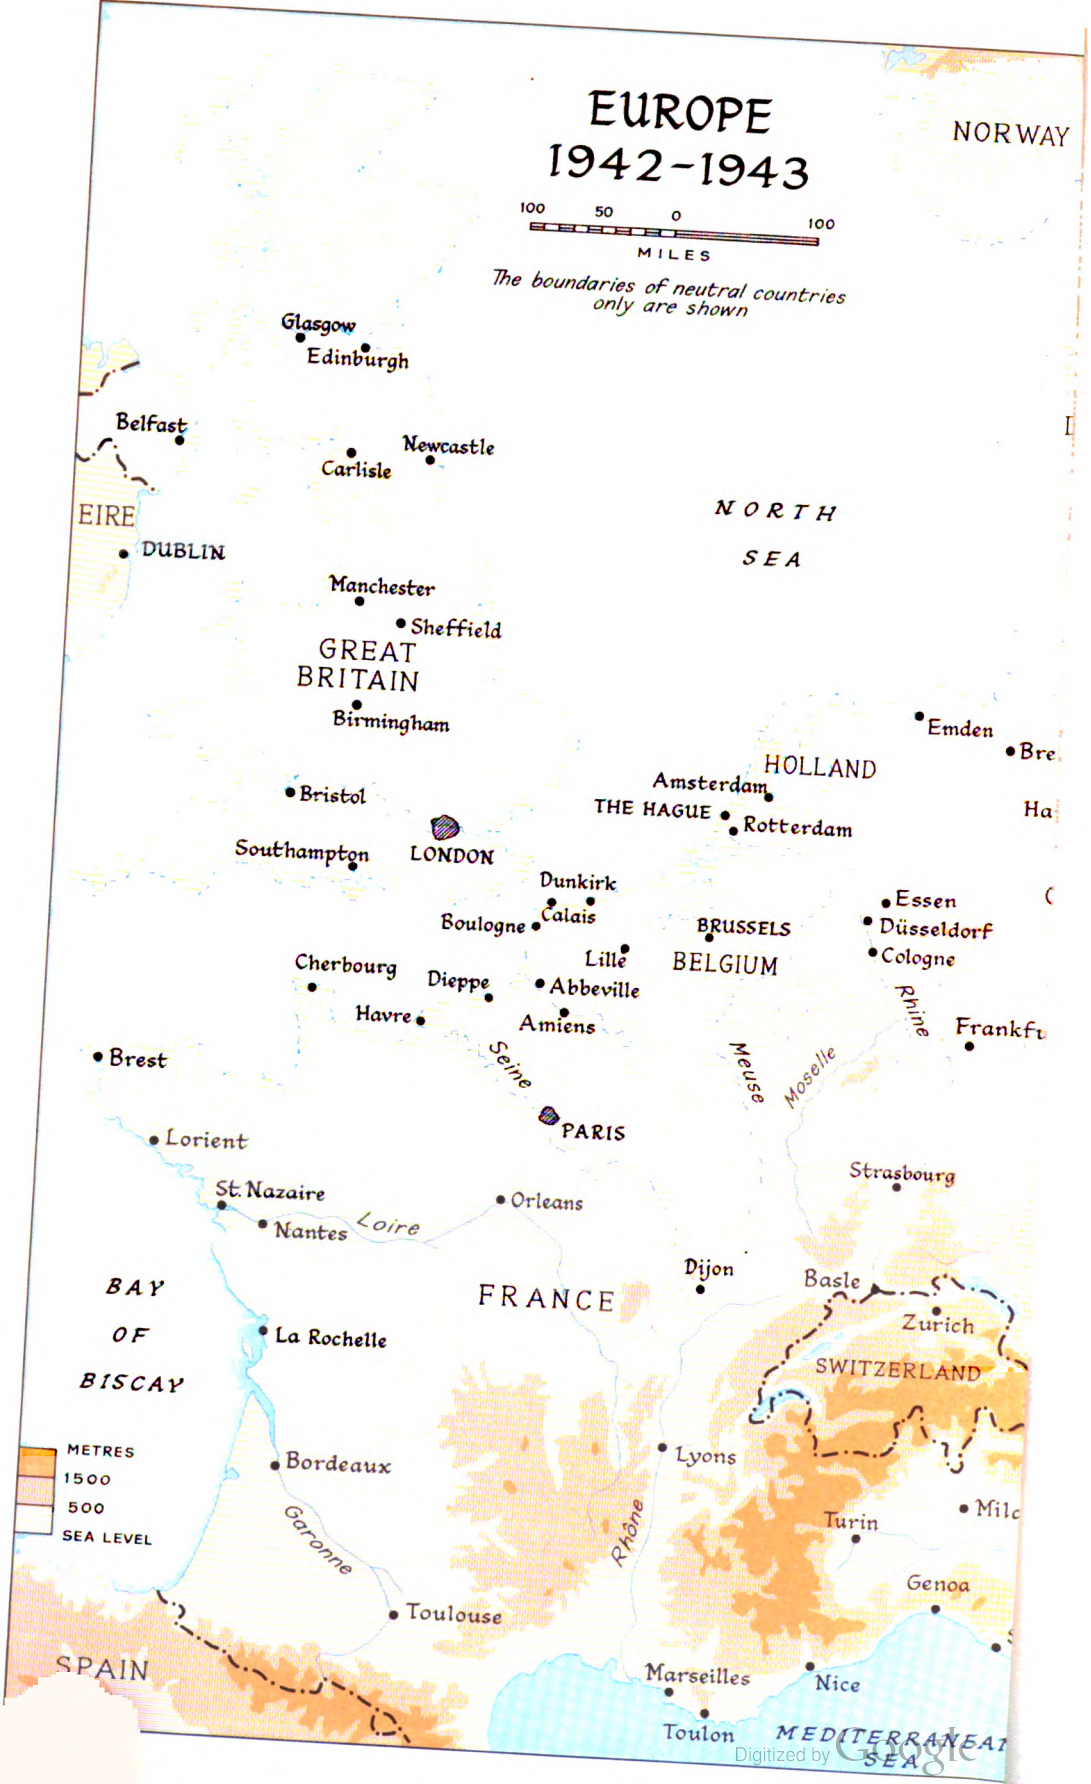 EUROPE
1942-1943
NORWAY
100 50 0 100
MILES
The boundaries of neutral countries
only are shown
Glasgow
Edinburgh
Belfast
Newcastle
Carlisle
EIRE
DUBLIN
NORTH
SEA
Manchester
Sheffield
GREAT
BRITAIN
Birmingham
Emden
Bre
HOLLAND
Amsterdam
THE HAGUE
Rotterdam
Ha
Bristol
LONDON
Southampton
Dunkirk
Calais
Boulogne
Essen
Düsseldorf
Cologne
BRUSSELS
BELGIUM
Lille
Cherbourg
Dieppe
Abbeville
Havre
Amiens
Rhine
Frankfu
Brest
Seine
Meuse
Moselle
PARIS
Lorient
Strasbourg
St. Nazaire
Nantes
Loire
Orleans
Dijon
Basle
BAY
OF
BISCAY
FRANCE
Zurich
La Rochelle
SWITZERLAND
METRES
1500
500
SEA LEVEL
Bordeaux
Lyons
Garonne
Rhône
Turin
Mila
Genoa
Toulouse
SPAIN
Marseilles
Nice
Toulon
MEDITERRANEAN
SEA
Digitized by Google